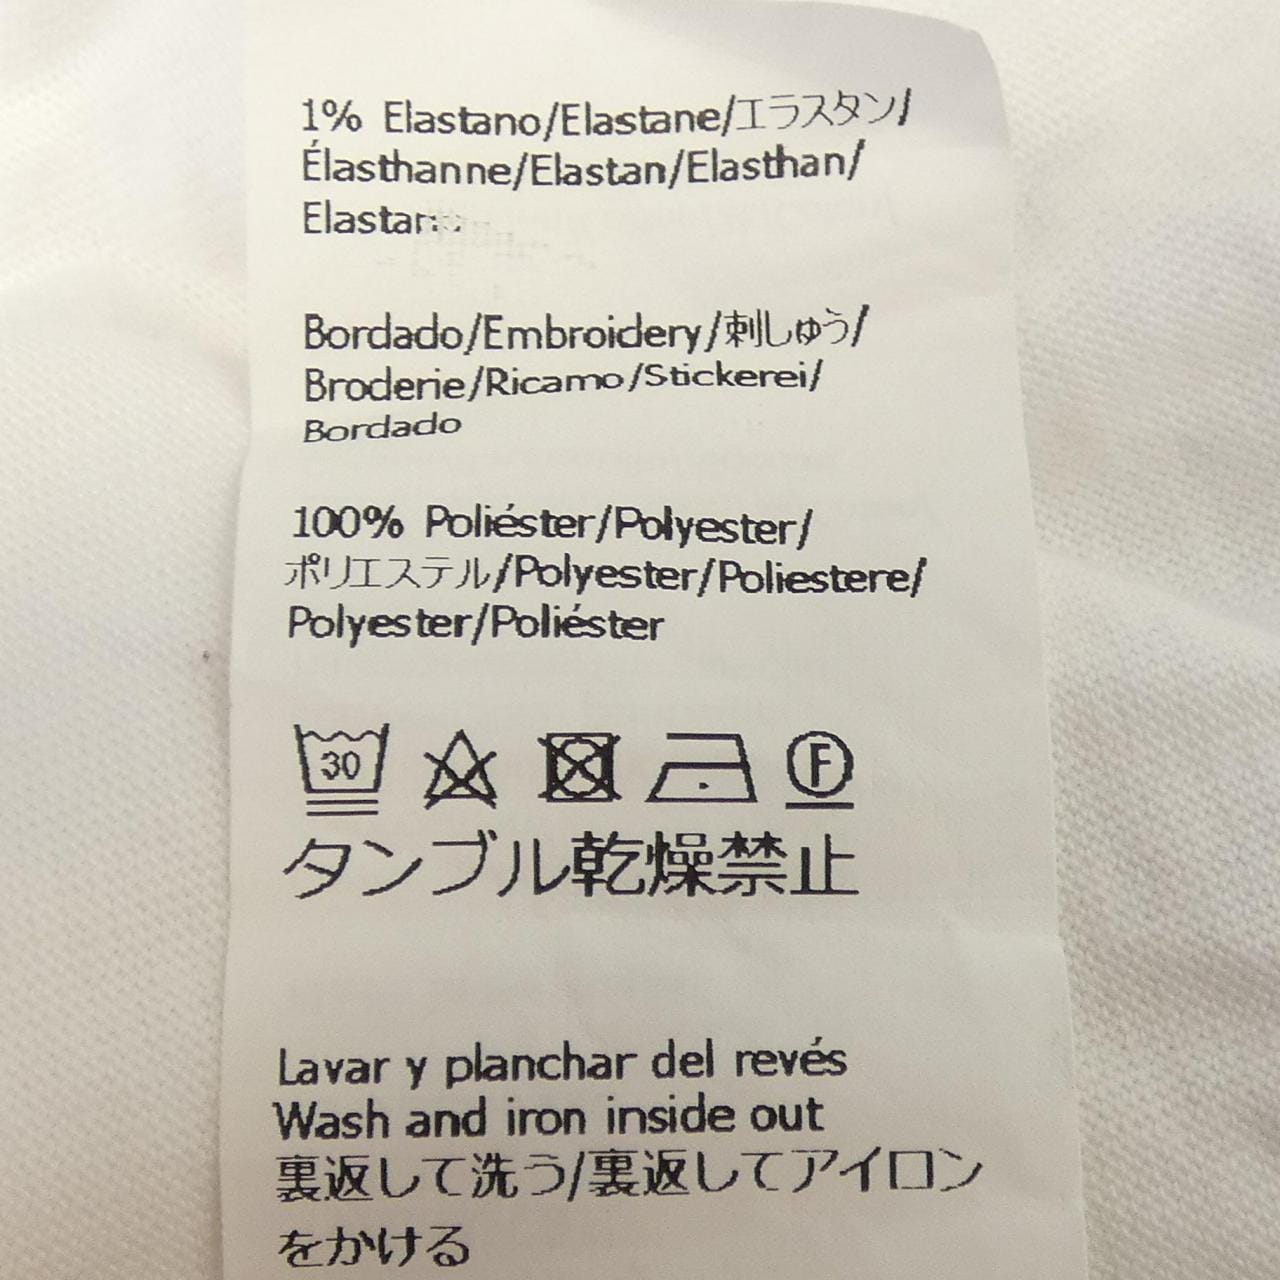 1% Elastano/Elastane/エラスタン/
Élasthanne/Elastan/Elasthan/
Bordado/Embroidery/刺しゅう/
Broderie/Ricamo/Stickerei/
Bordado
100% Poliéster/Polyester/
ポリエステル/Polyester/Poliestere/
Polyester/Poliéster
30 F
タンブル乾燥禁止
Lavar y planchar del revés
Wash and iron inside out
裏返して洗う/裏返してアイロン
をかける